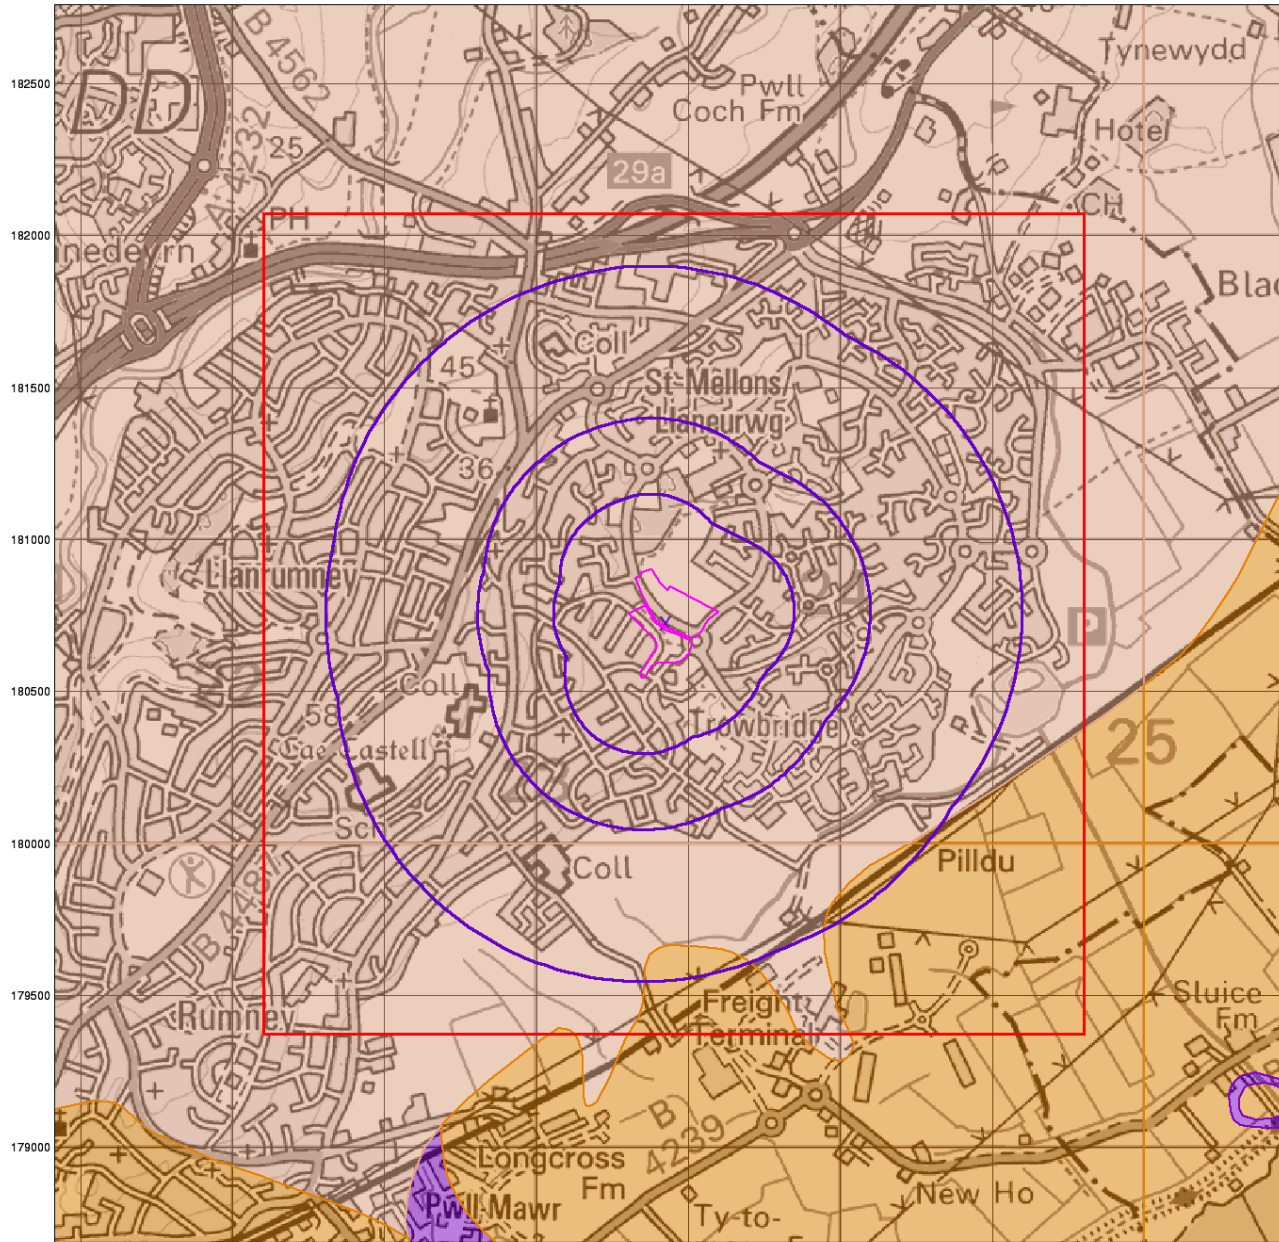 Tynewydd
182500
B 4562
Pwll
Coch Fm
DD
Hotel
A 4232
25
29a
CH
PH
182000
nedeyrn
Blac
Coll
45
St Mellons/
Llaneurwg
181500
36
181000
Llanrumney
P
Coll
180500
58
Trowbridge
25
Cae Castell
Sch
180000
Coll
Pilldu
B 4487
179500
Sluice
Fm
Freight
Terminal
Rumney
B
4239
179000
Longcross
Fm
New Ho
Pwll Mawr
Ty-to-